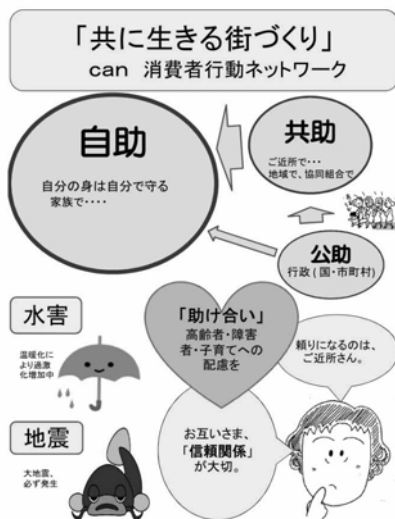 「共に生きる街づくり」
can 消費者行動ネットワーク
自助
自分の身は自分で守る
家族で・・・・
共助
ご近所で・・・
地域で、協同組合で
公助
行政(国・市町村)
水害
温暖化に
より過激
化増加中
「助け合い」
高齢者・障害
者・子育てへの
配慮を
頼りになるのは、
ご近所さん。
地震
大地震、
必ず発生
お互いさま、
「信頼関係」
が大切。